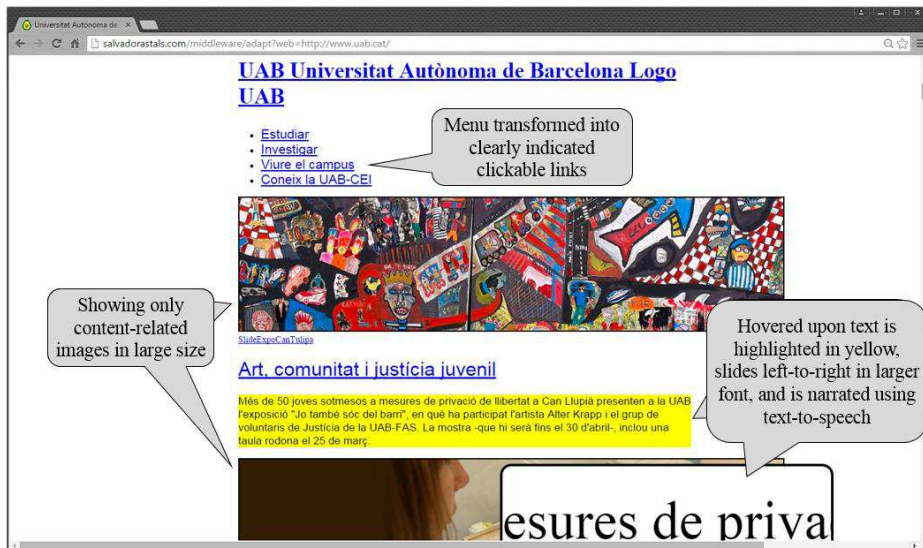 Universitat Autònoma de
salvadorastals.com/middleware/adapt?web=http://www.uab.cat/
UAB Universitat Autònoma de Barcelona Logo
UAB
Estudiar
Investigar
Viure el campus
Coneix la UAB-CEI
Menu transformed into
clearly indicated
clickable links
Showing only
content-related
images in large size
SlideExpoCanTulipa
Art, comunitat i justícia juvenil
Més de 50 joves sotmesos a mesures de privació de llibertat a Can Llupià presenten a la UAB
l'exposició "Jo també sóc del barri", en què ha participat l'artista Alter Krapp i el grup de
voluntaris de Justícia de la UAB-FAS. La mostra -que hi serà fins el 30 d'abril-, inclou una
taula rodona el 25 de març.
Hovered upon text is
highlighted in yellow,
slides left-to-right in larger
font, and is narrated using
text-to-speech
esures de priva